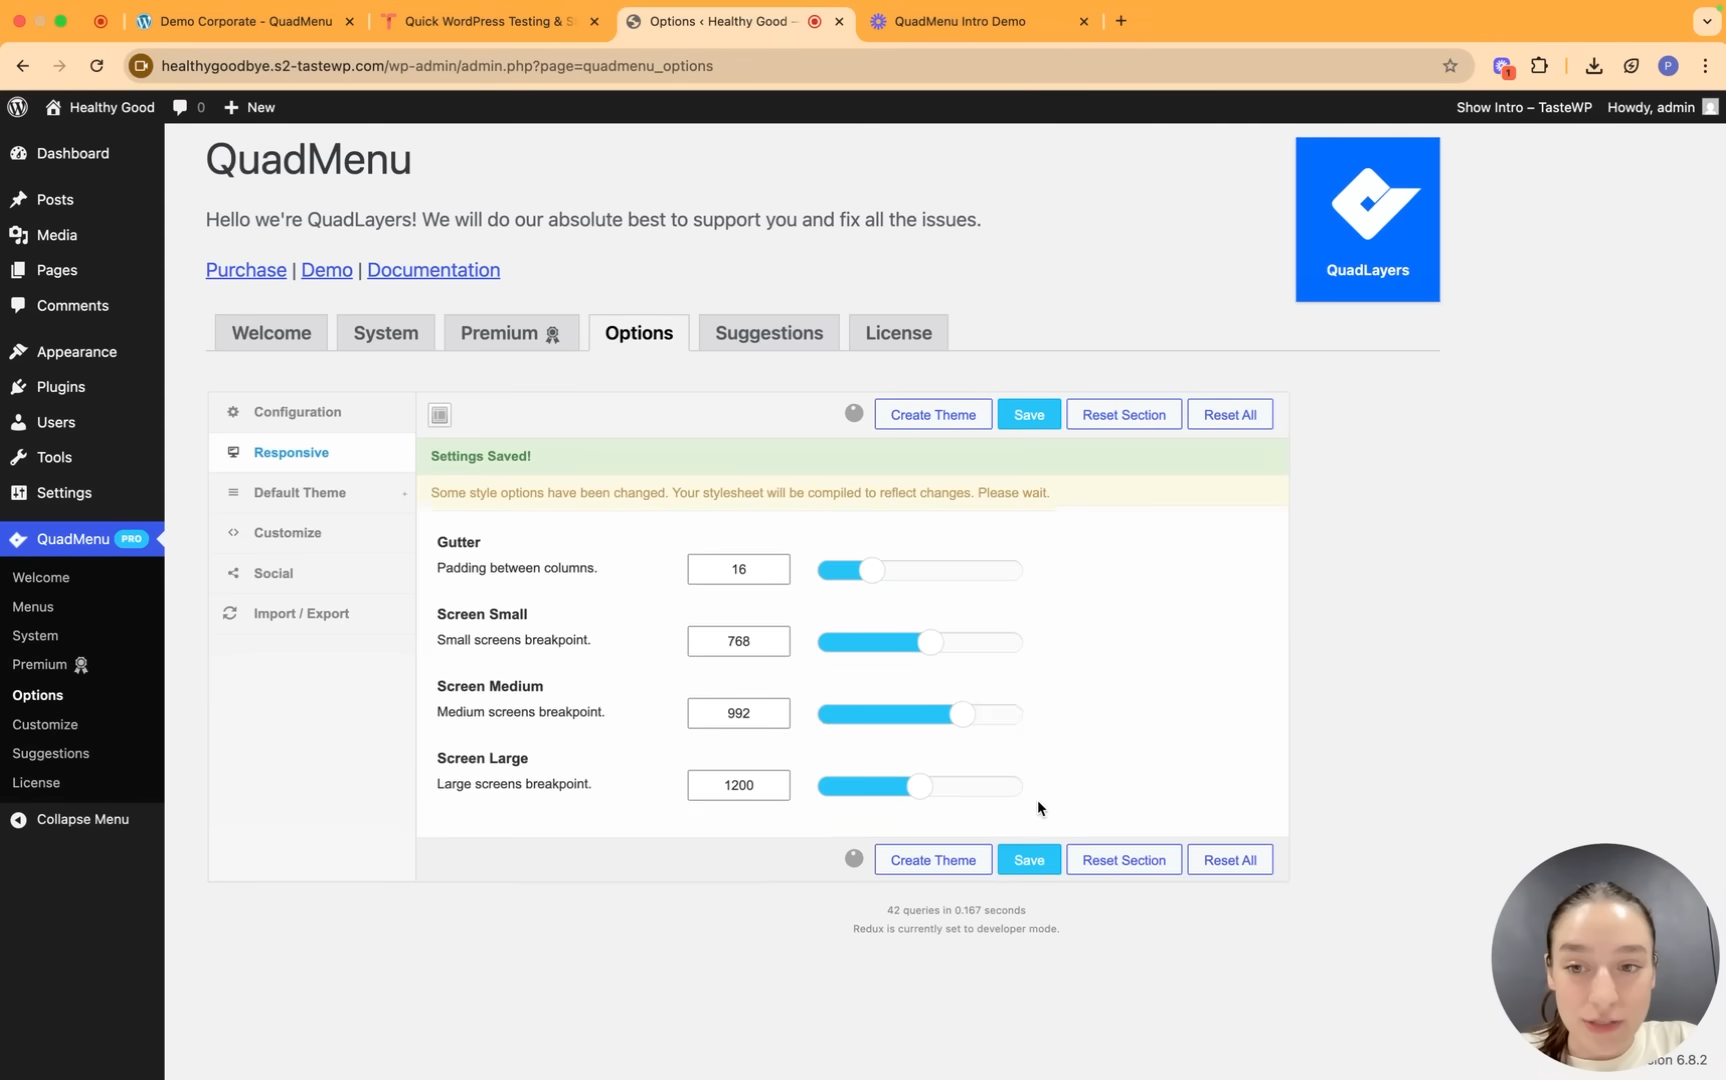 Demo Corporate - QuadMenu
Quick WordPress Testing & S
Options ‹ Healthy Good —
QuadMenu Intro Demo
healthygoodbye.s2-tastewp.com/wp-admin/admin.php?page=quadmenu_options
1
P
Healthy Good
0
New
Show Intro – TasteWP
Howdy, admin
Dashboard
Posts
Media
Pages
Comments
Appearance
Plugins
Users
Tools
Settings
QuadMenu PRO
Welcome
Menus
System
Premium
Options
Customize
Suggestions
License
Collapse Menu
QuadMenu
Hello we're QuadLayers! We will do our absolute best to support you and fix all the issues.
Purchase | Demo | Documentation
QuadLayers
Welcome
System
Premium
Options
Suggestions
License
Configuration
Responsive
Default Theme
Customize
Social
Import / Export
Create Theme
Save
Reset Section
Reset All
Settings Saved!
Some style options have been changed. Your stylesheet will be compiled to reflect changes. Please wait.
Gutter
Padding between columns.
16
Screen Small
Small screens breakpoint.
768
Screen Medium
Medium screens breakpoint.
992
Screen Large
Large screens breakpoint.
1200
Create Theme
Save
Reset Section
Reset All
42 queries in 0.167 seconds
Redux is currently set to developer mode.
6.8.2